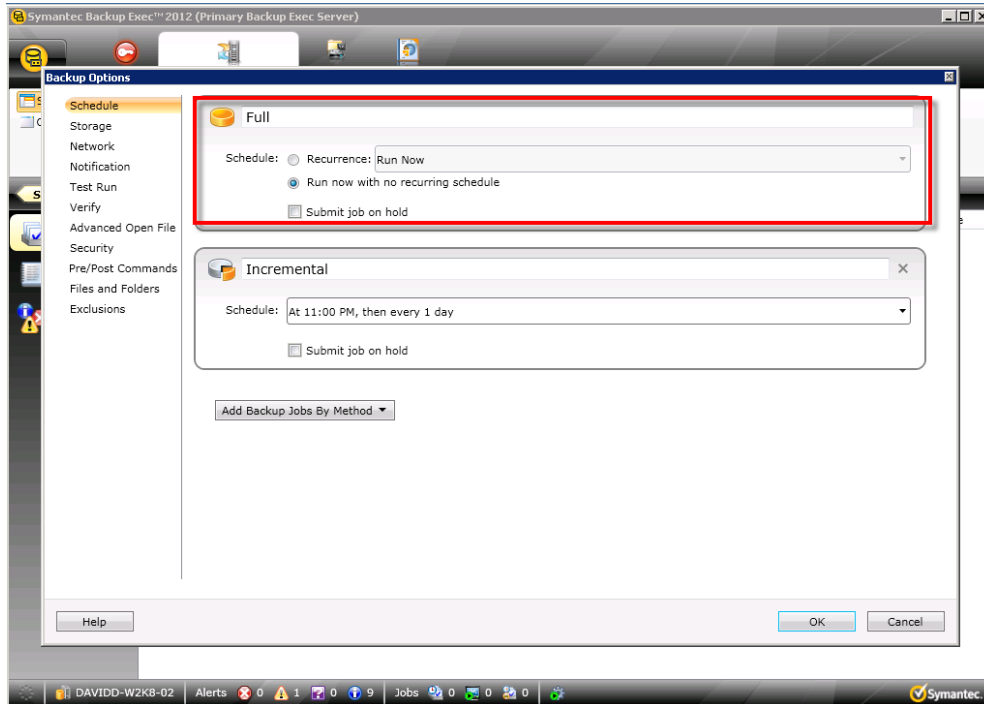 Symantec Backup Exec™ 2012 (Primary Backup Exec Server)
Backup Options
Schedule
Storage
Network
Notification
Test Run
Verify
Advanced Open File
Security
Pre/Post Commands
Files and Folders
Exclusions
Full
Schedule: Recurrence: Run Now
Run now with no recurring schedule
Submit job on hold
Incremental
Schedule: At 11:00 PM, then every 1 day
Submit job on hold
Add Backup Jobs By Method
Help
OK
Cancel
DAVIDD-W2K8-02 Alerts 0 1 0 9 Jobs 0 0 0
Symantec.